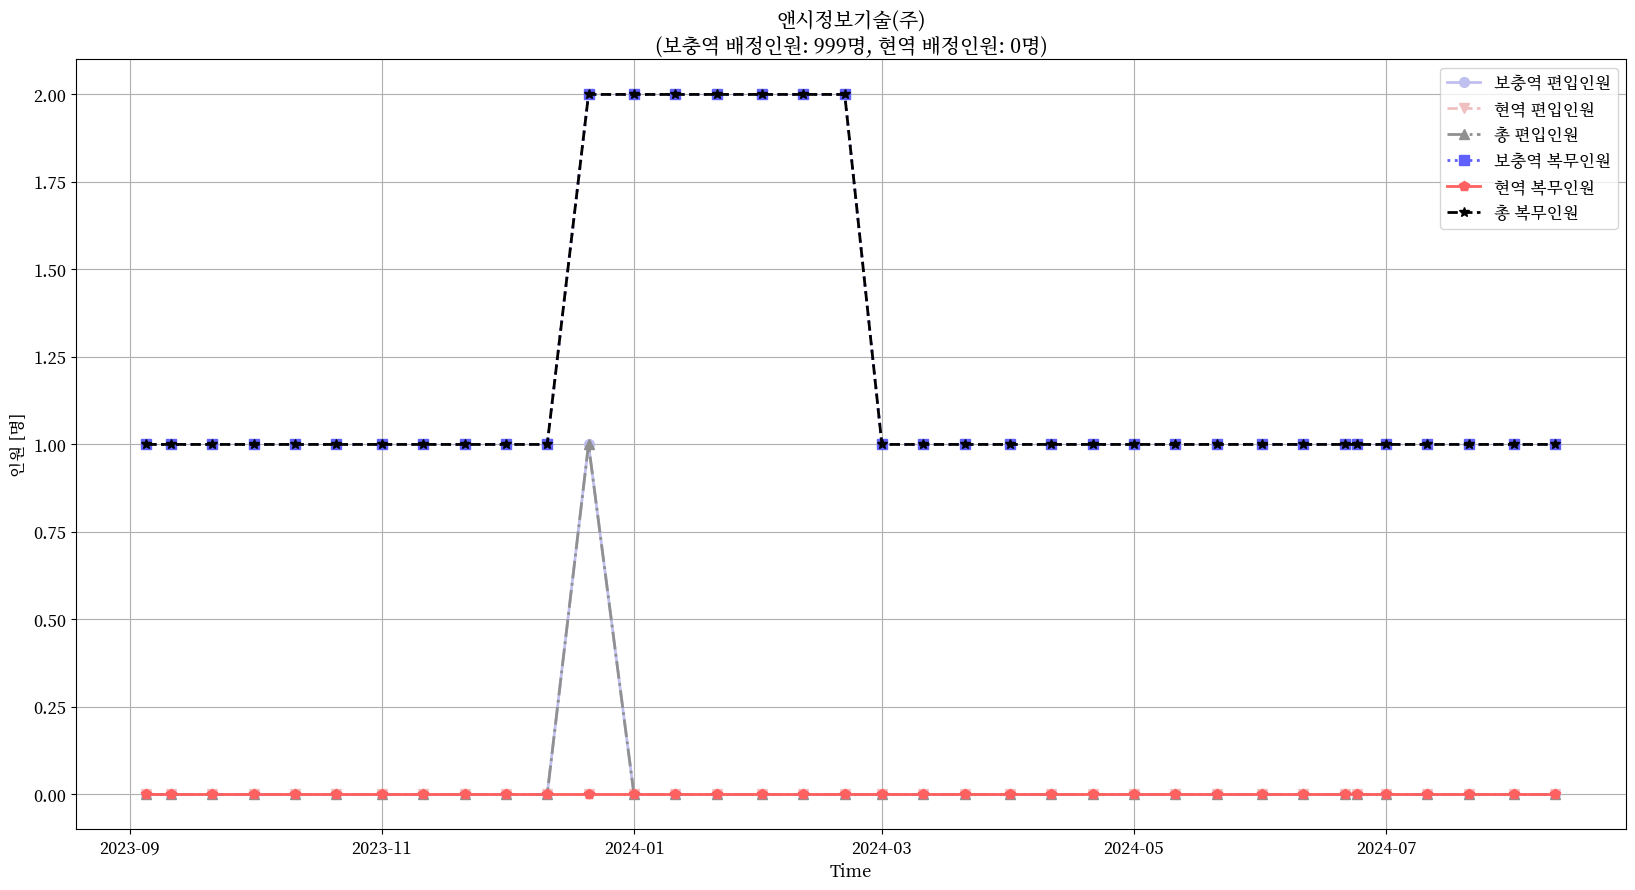 앤시정보기술(주)
(보충역 배정인원: 999명, 현역 배정인원: 0명)
보충역 편입인원
현역 편입인원
총 편입인원
보충역 복무인원
현역 복무인원
총 복무인원
인원 [명]
2.00
1.75
1.50
1.25
1.00
0.75
0.50
0.25
0.00
2023-09
2023-11
2024-01
2024-03
2024-05
2024-07
Time